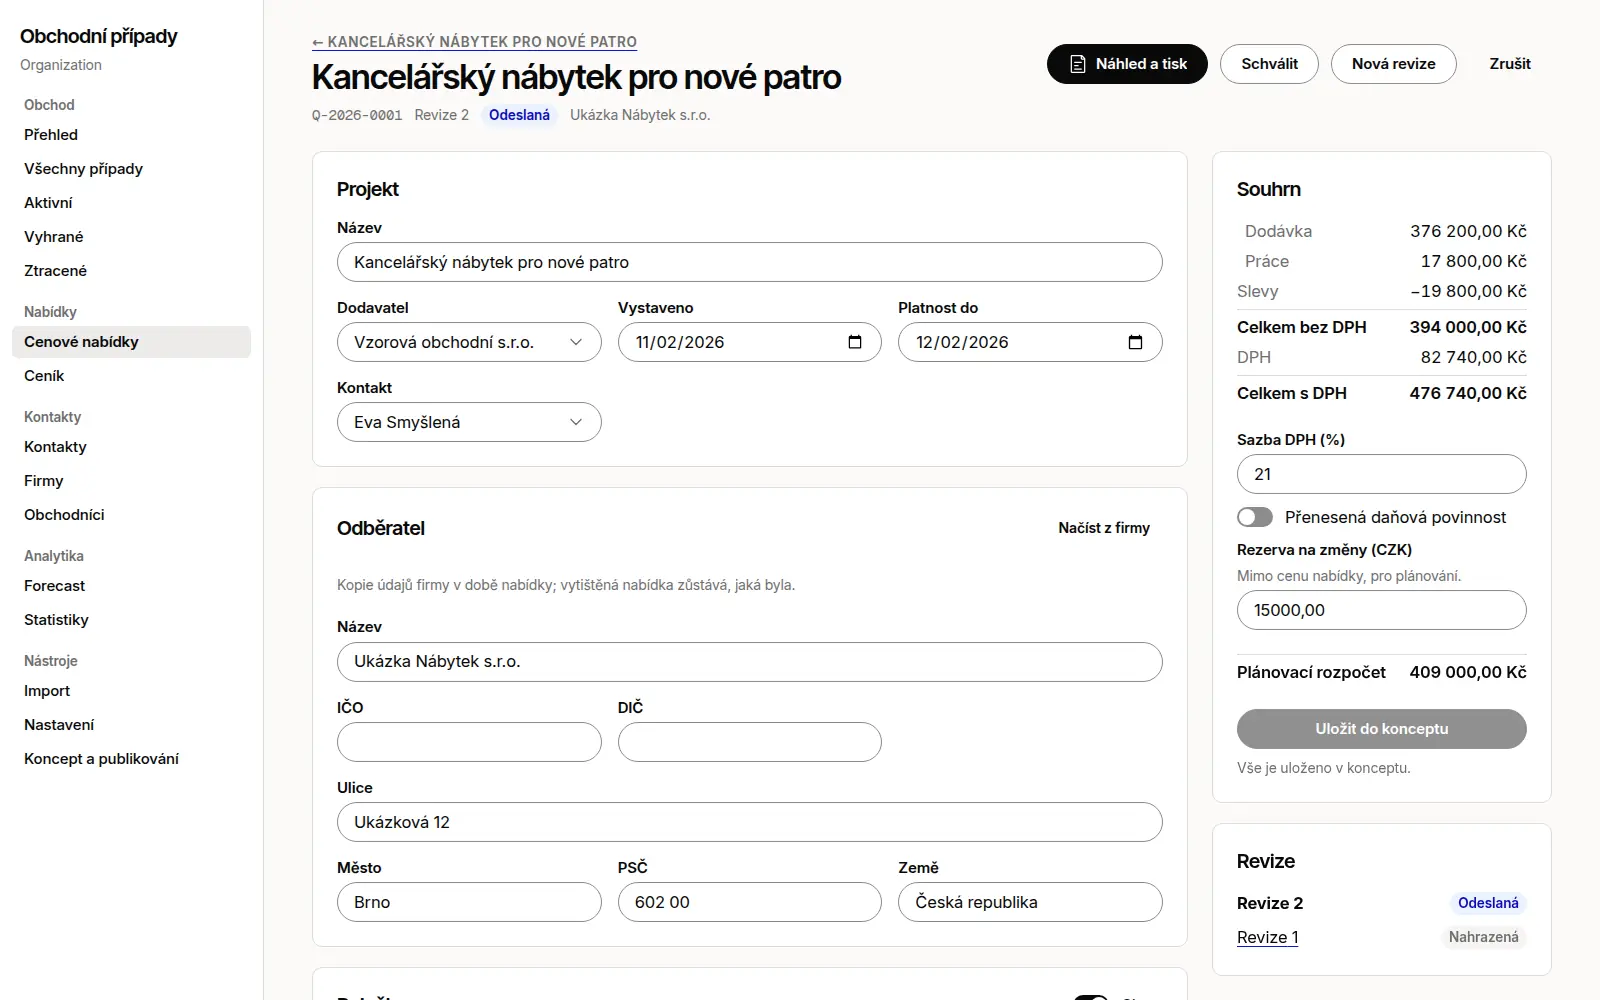 Obchodní případy
Organization
Obchod
Přehled
Všechny případy
Aktivní
Vyhrané
Ztracené
Nabídky
Cenové nabídky
Ceník
Kontakty
Kontakty
Firmy
Obchodníci
Analytika
Forecast
Statistiky
Nástroje
Import
Nastavení
Koncept a publikování
← KANCELÁŘSKÝ NÁBYTEK PRO NOVÉ PATRO
Kancelářský nábytek pro nové patro
Q-2026-0001 Revize 2 Odeslaná Ukázka Nábytek s.r.o.
Náhled a tisk Schválit Nová revize Zrušit
Projekt
Název
Kancelářský nábytek pro nové patro
Dodavatel Vystaveno Platnost do
Vzorová obchodní s.r.o. 11/02/2026 12/02/2026
Kontakt
Eva Smyšlená
Odběratel Načíst z firmy
Kopie údajů firmy v době nabídky; vytištěná nabídka zůstává, jaká byla.
Název
Ukázka Nábytek s.r.o.
IČO DIČ
Ulice
Ukázková 12
Město PSČ Země
Brno 602 00 Česká republika
Souhrn
Dodávka 376 200,00 Kč
Práce 17 800,00 Kč
Slevy −19 800,00 Kč
Celkem bez DPH 394 000,00 Kč
DPH 82 740,00 Kč
Celkem s DPH 476 740,00 Kč
Sazba DPH (%)
21
Přenesená daňová povinnost
Rezerva na změny (CZK)
Mimo cenu nabídky, pro plánování.
15000,00
Plánovací rozpočet 409 000,00 Kč
Uložit do konceptu
Vše je uloženo v konceptu.
Revize
Revize 2 Odeslaná
Revize 1 Nahrazená